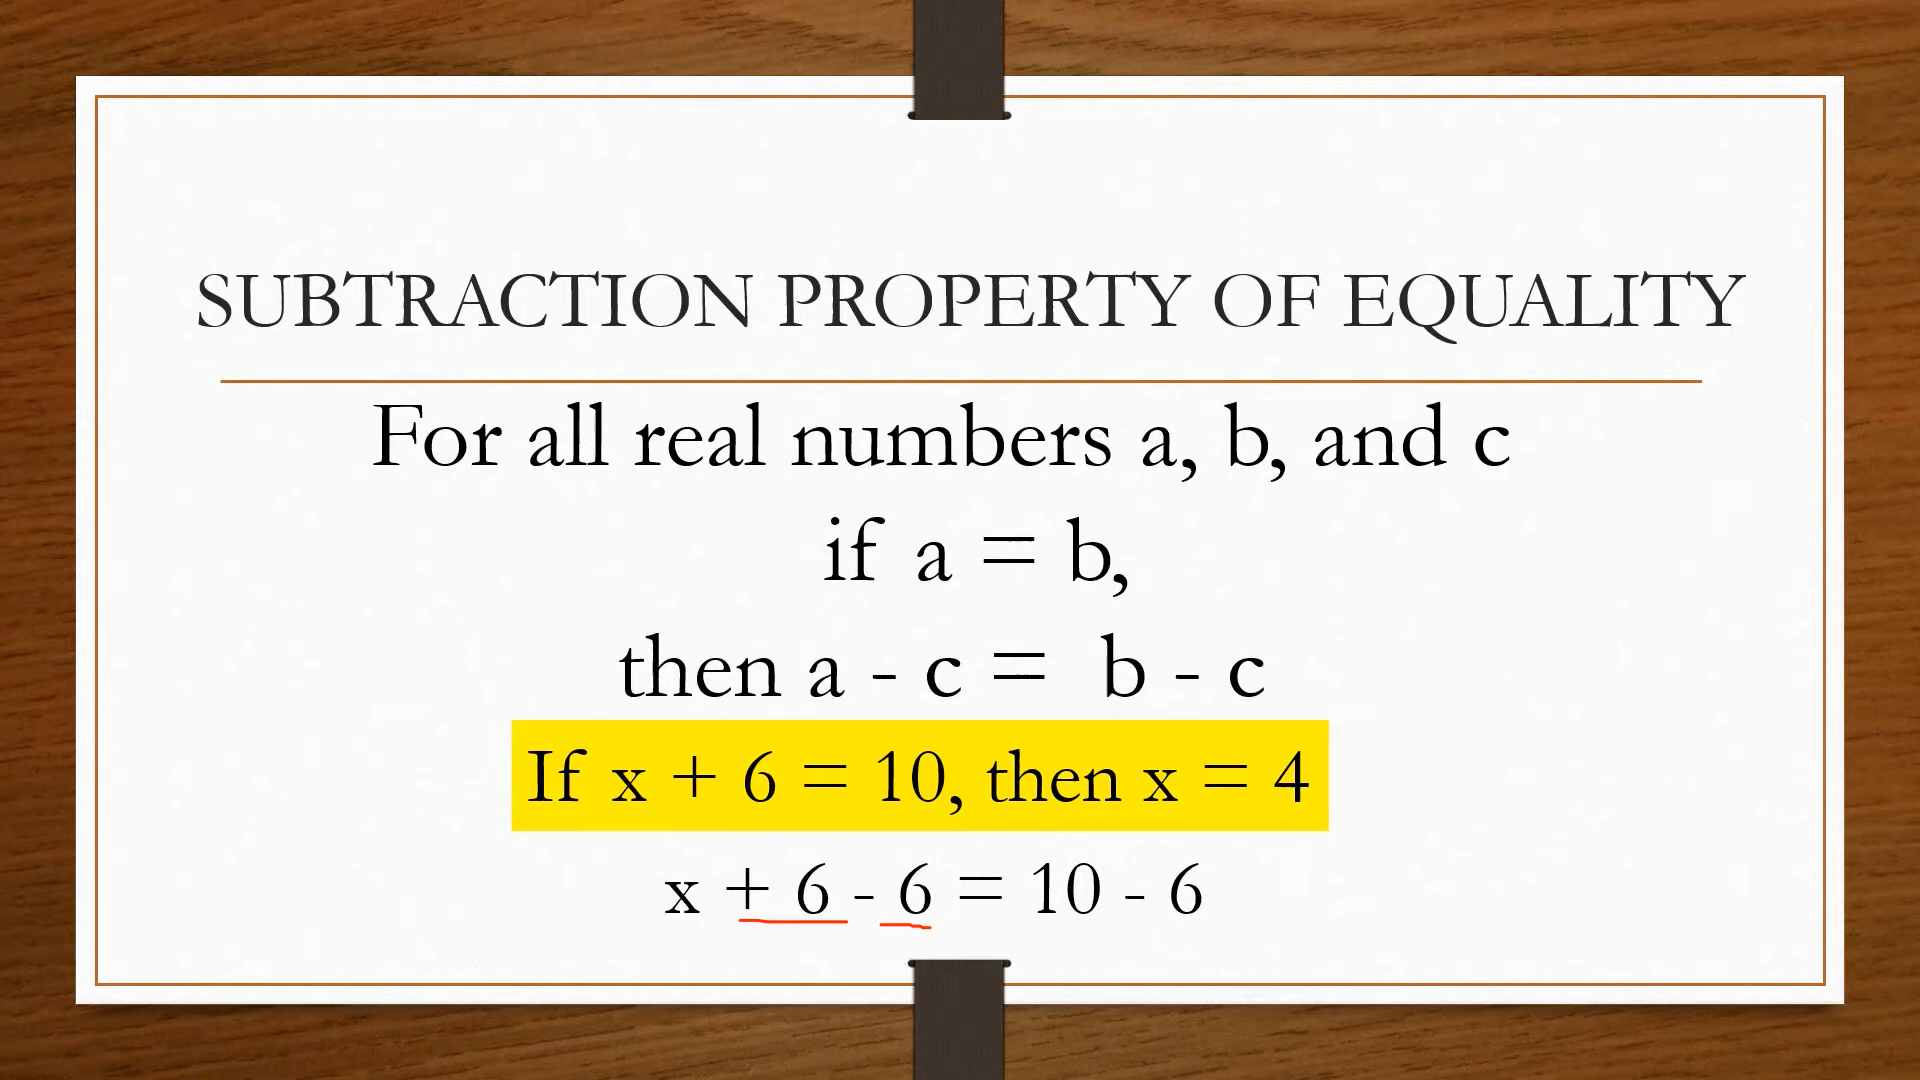 SUBTRACTION PROPERTY OF EQUALITY
For all real numbers a, b, and c
if a = b,
then a - c = b - c
If x + 6 = 10, then x = 4
x + 6 - 6 = 10 - 6